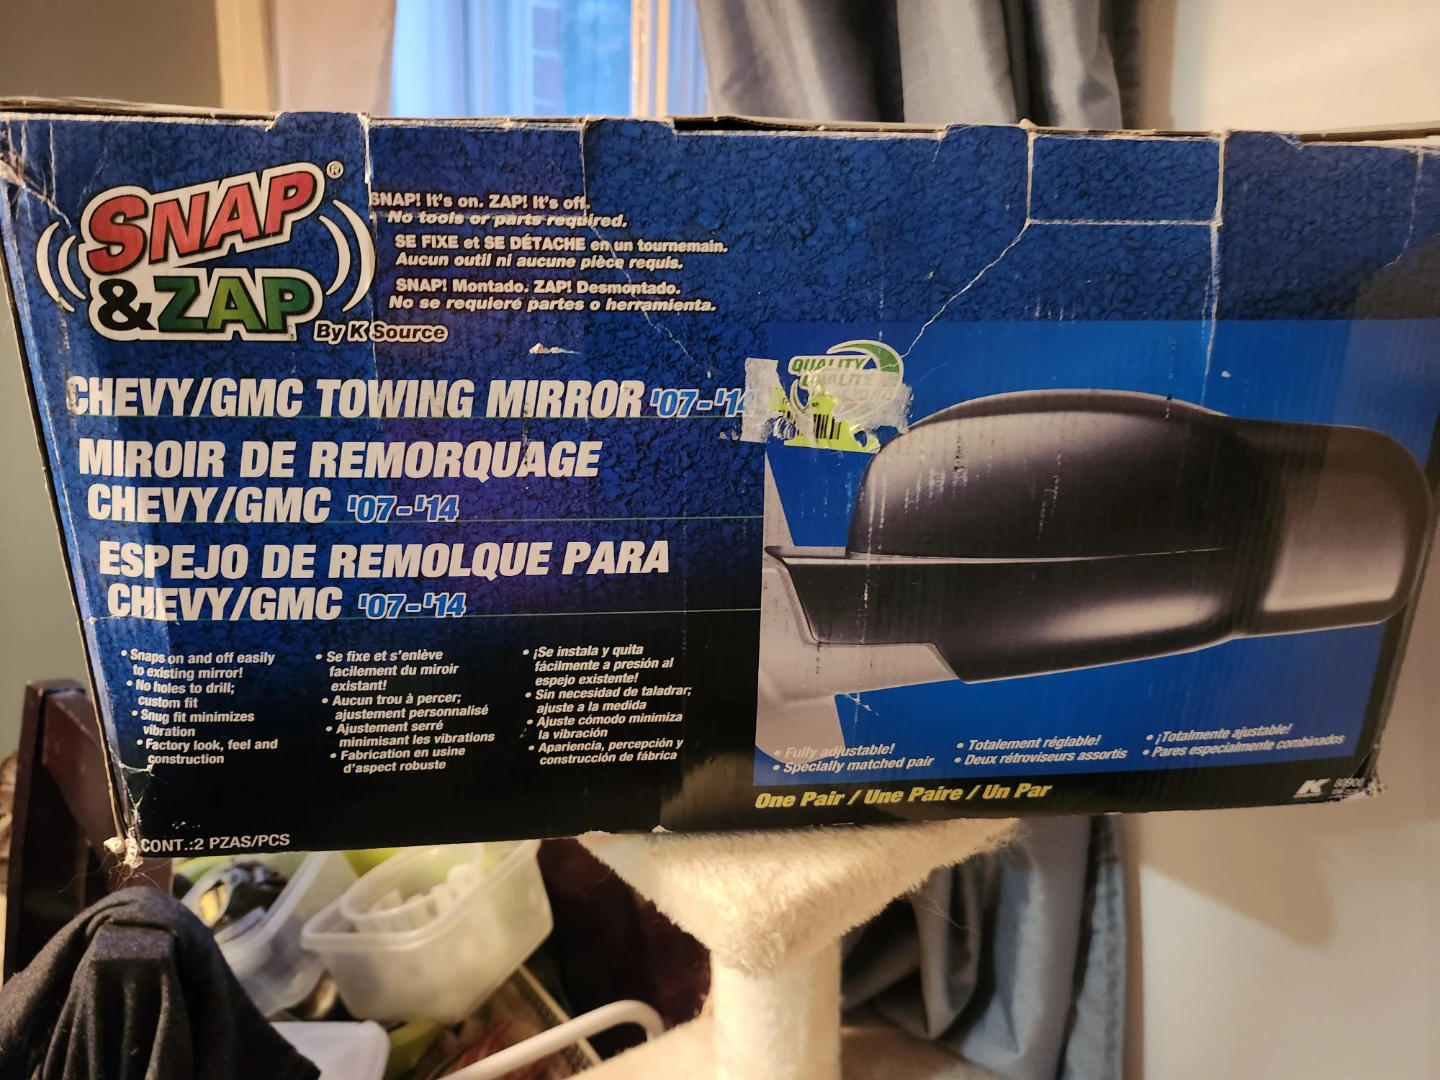 SNAP®
&ZAP
By K Source
SNAP! It's on. ZAP! It's off.
No tools or parts required.
SE FIXE et SE DÉTACHE en un tournemain.
Aucun outil ni aucune pièce requis.
SNAP! Montado. ZAP! Desmontado.
No se requiere partes o herramienta.
CHEVY/GMC TOWING MIRROR '07-'14
MIROIR DE REMORQUAGE
CHEVY/GMC '07-'14
ESPEJO DE REMOLQUE PARA
CHEVY/GMC '07-'14
• Snaps on and off easily
to existing mirror!
• No holes to drill;
custom fit
• Snug fit minimizes
vibration
• Factory look, feel and
construction
• Se fixe et s'enlève
facilement du miroir
existant!
• Aucun trou à percer;
ajustement personnalisé
• Ajustement serré
minimisant les vibrations
• Fabrication en usine
d'aspect robuste
• ¡Se instala y quita
fácilmente a presión al
espejo existente!
• Sin necesidad de taladrar;
ajuste a la medida
• Ajuste cómodo minimiza
la vibración
• Apariencia, percepción y
construcción de fábrica
CONT.:2 PZAS/PCS
QUALITY
• Fully adjustable!
• Specially matched pair
• Totalement réglable!
• Deux rétroviseurs assortis
• ¡Totalmente ajustable!
• Pares especialmente combinados
One Pair / Une Paire / Un Par
K